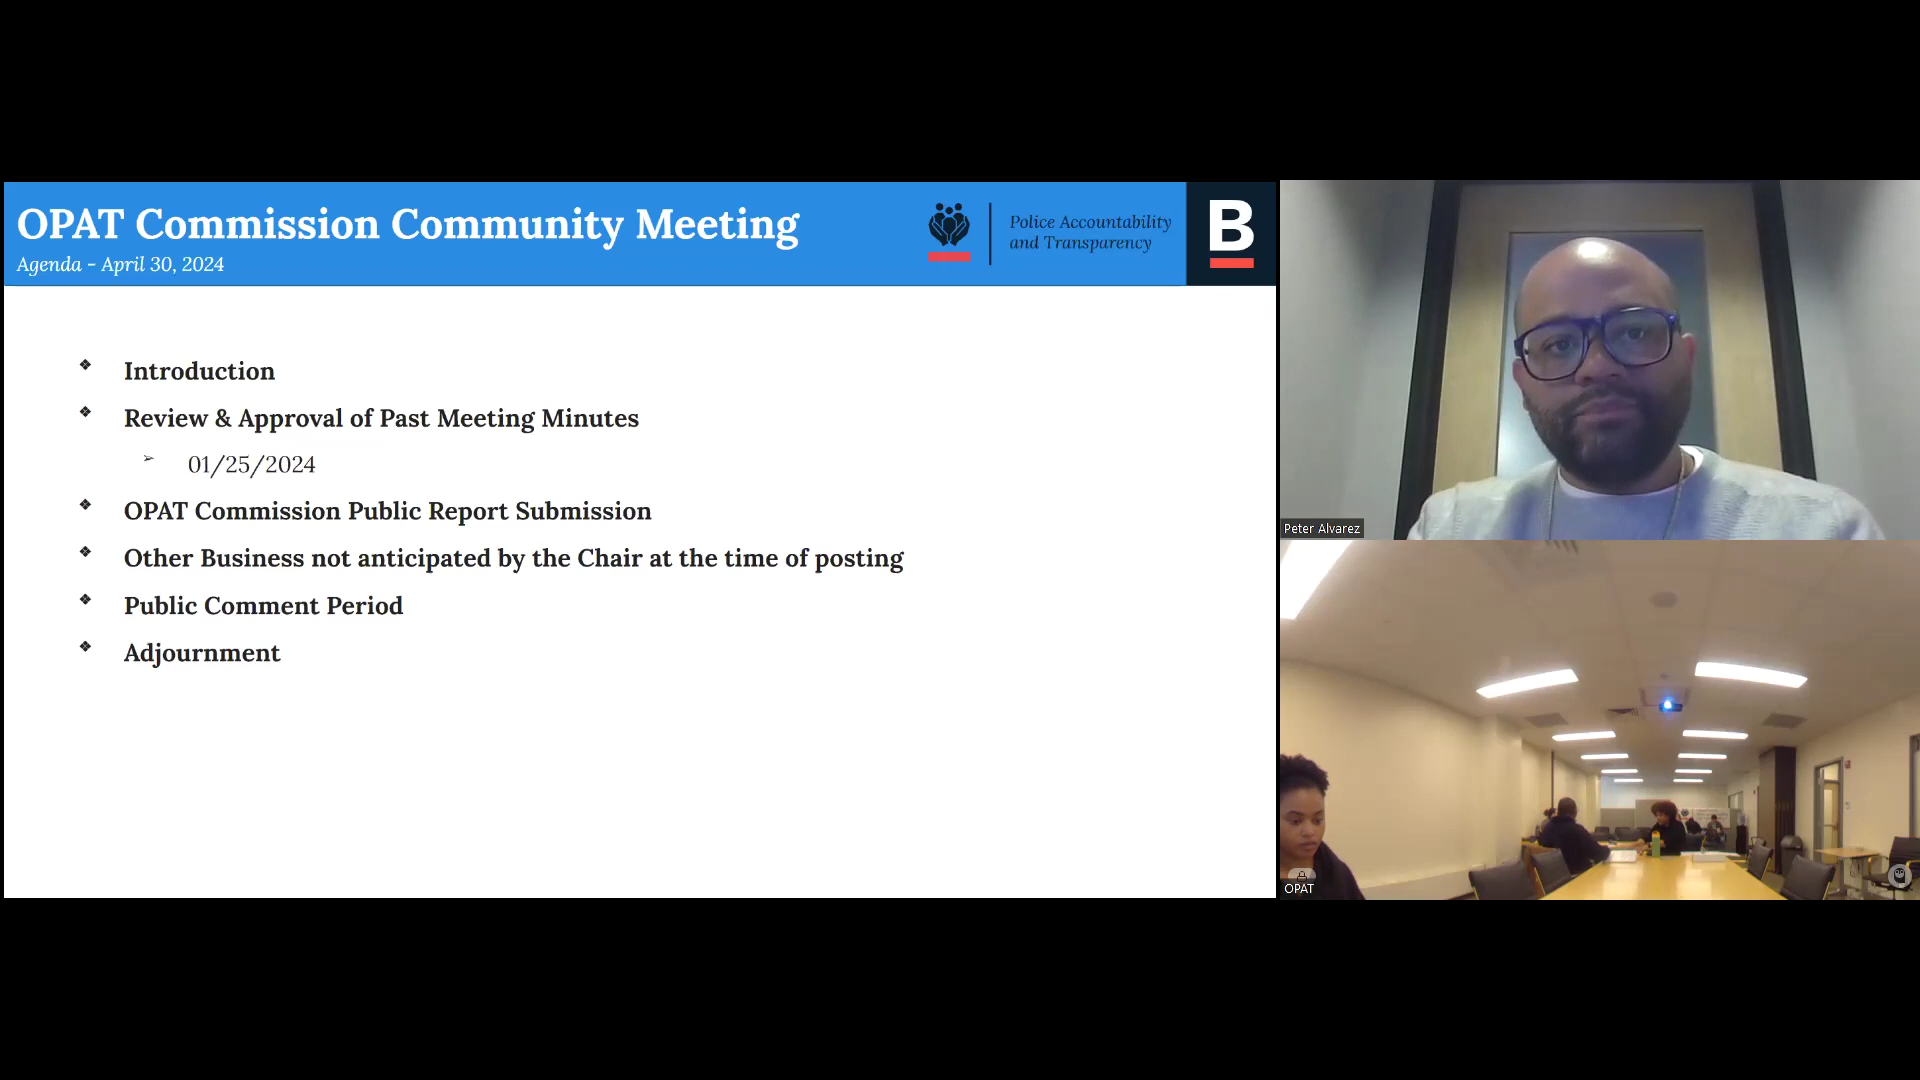 OPAT Commission Community Meeting
Agenda - April 30, 2024
Police Accountability
and Transparency
B
Introduction
Review & Approval of Past Meeting Minutes
01/25/2024
OPAT Commission Public Report Submission
Other Business not anticipated by the Chair at the time of posting
Public Comment Period
Adjournment
Peter Alvarez
OPAT